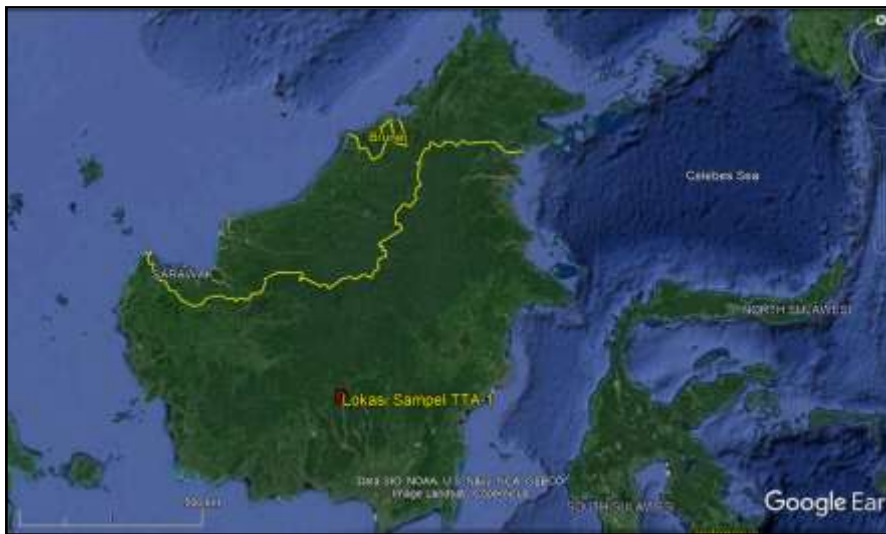 Brunei
Celebes Sea
SARAWAK
NORTH SULAWESI
Lokasi Sampel TTA-1
Data SIO, NOAA, U.S. Navy, NGA, GEBCO
Image Landsat / Copernicus
SOUTH SULAWESI
Google Ear